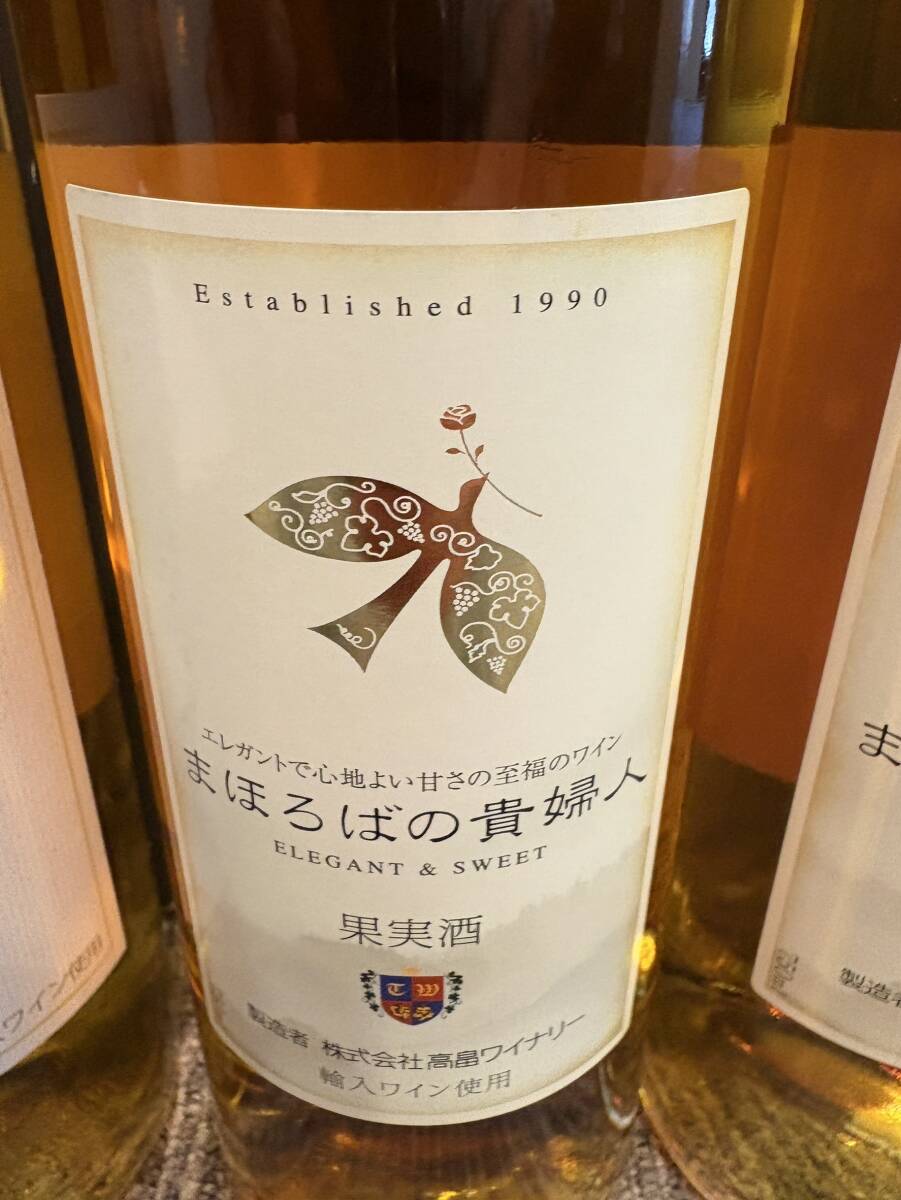 Established 1990
エレガントで心地よい甘さの至福のワイン
まほろばの貴婦人
ELEGANT & SWEET
果実酒
T W
製造者 株式会社高畠ワイナリー
輸入ワイン使用
ワイン使用
ま
製造者